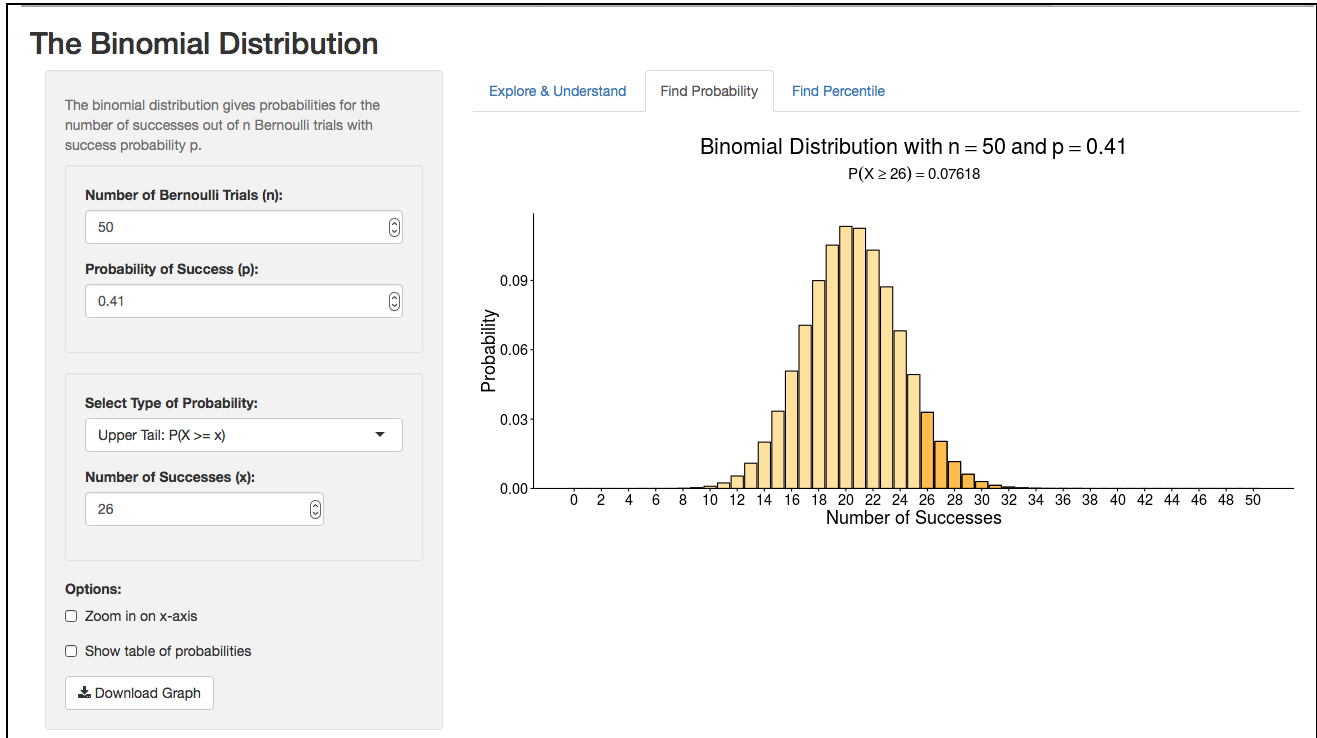 The Binomial Distribution
The binomial distribution gives probabilities for the
number of successes out of n Bernoulli trials with
success probability p.
Number of Bernoulli Trials (n):
50
Probability of Success (p):
0.41
Select Type of Probability:
Upper Tail: P(X >= x)
Number of Successes (x):
26
Options:
Zoom in on x-axis
Show table of probabilities
Download Graph
Explore & Understand
Find Probability
Find Percentile
Binomial Distribution with n = 50 and p = 0.41
P(X ≥ 26) = 0.07618
Probability
0.09
0.06
0.03
0.00
0 2 4 6 8 10 12 14 16 18 20 22 24 26 28 30 32 34 36 38 40 42 44 46 48 50
Number of Successes